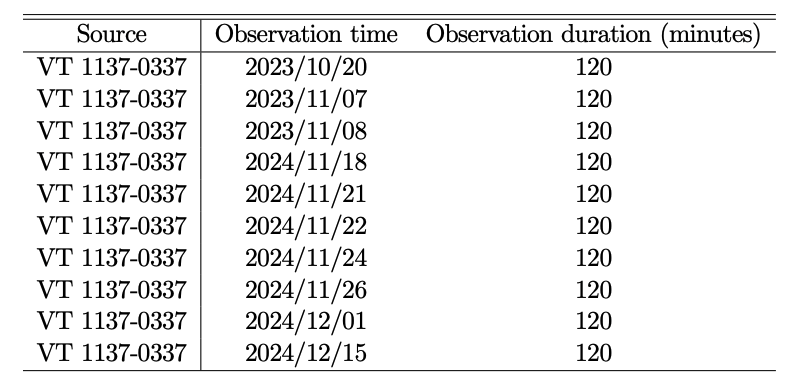 Source Observation time Observation duration (minutes)
VT 1137-0337 2023/10/20 120
VT 1137-0337 2023/11/07 120
VT 1137-0337 2023/11/08 120
VT 1137-0337 2024/11/18 120
VT 1137-0337 2024/11/21 120
VT 1137-0337 2024/11/22 120
VT 1137-0337 2024/11/24 120
VT 1137-0337 2024/11/26 120
VT 1137-0337 2024/12/01 120
VT 1137-0337 2024/12/15 120